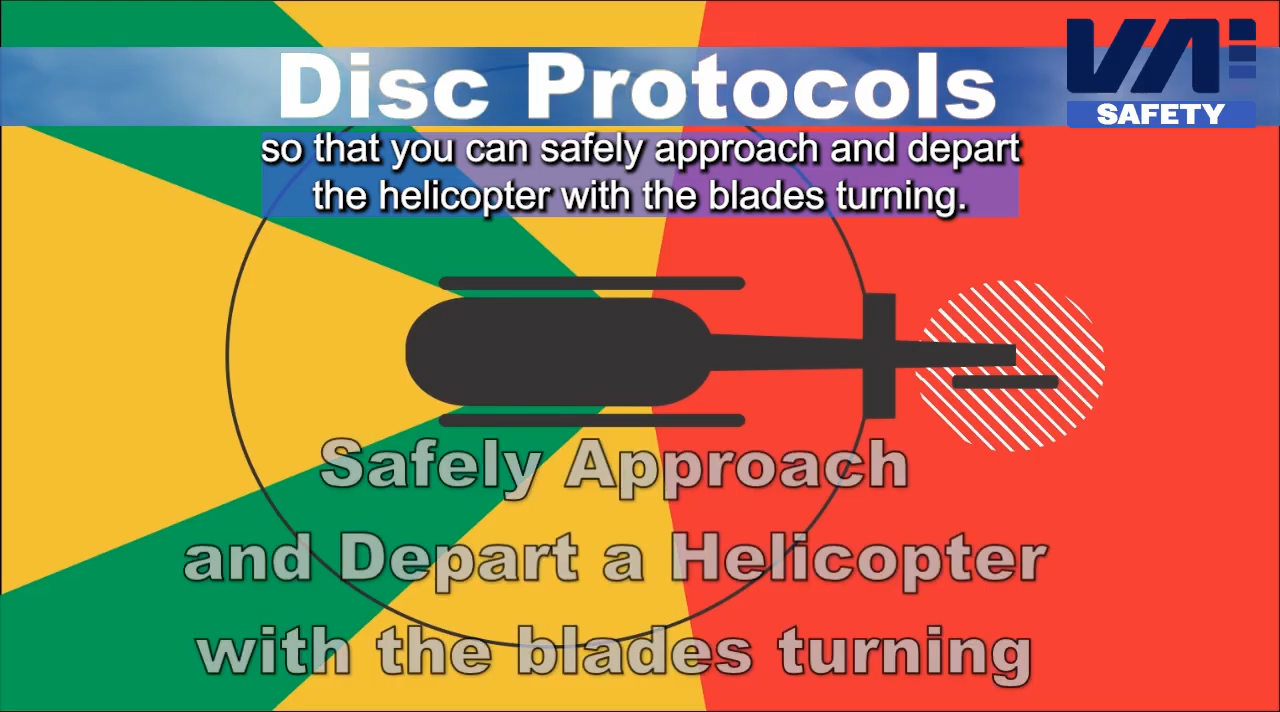 Disc Protocols
VAI
SAFETY
so that you can safely approach and depart
the helicopter with the blades turning.
Safely Approach
and Depart a Helicopter
with the blades turning